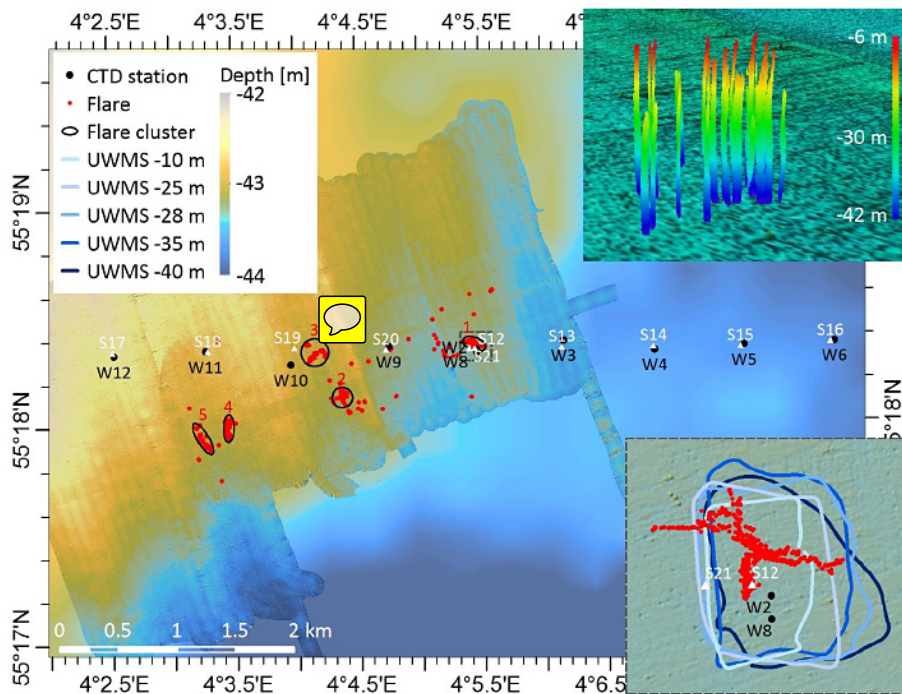 4°2.5'E 4°3.5'E 4°4.5'E 4°5.5'E
CTD station
Flare
Flare cluster
UWMS -10 m
UWMS -25 m
UWMS -28 m
UWMS -35 m
UWMS -40 m
Depth [m]
-42
-43
-44
-6 m
-30 m
-42 m
55°19'N
55°18'N
55°17'N
55°18'N
S17
W12
S18
W11
S19
W10
3
2
5
4
S20
W9
1
W2
W8
S12
S21
S13
W3
S14
W4
S15
W5
S16
W6
S21
S12
W2
W8
0 0.5 1 1.5 2 km
4°2.5'E 4°3.5'E 4°4.5'E 4°5.5'E 4°6.5